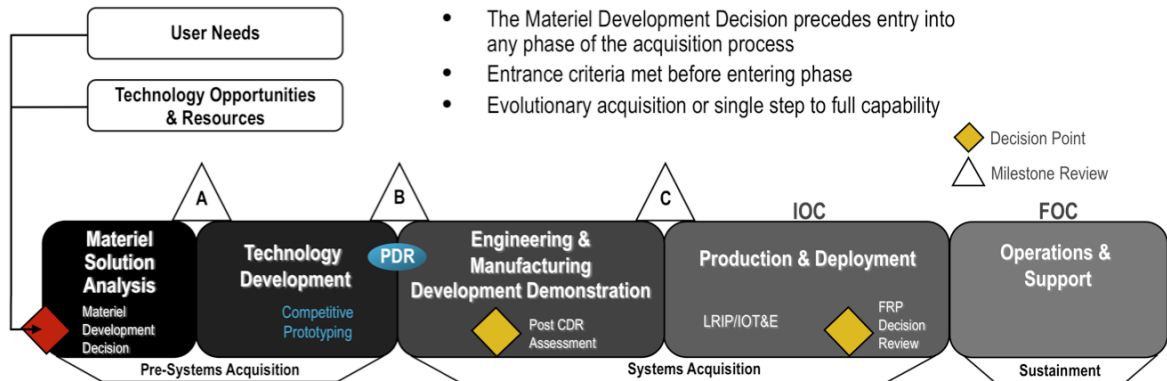 User Needs
Technology Opportunities
& Resources
• The Materiel Development Decision precedes entry into
any phase of the acquisition process
• Entrance criteria met before entering phase
• Evolutionary acquisition or single step to full capability
Decision Point
Milestone Review
A
B
C
IOC
FOC
Materiel
Solution
Analysis
Materiel
Development
Decision
Technology
Development
Competitive
Prototyping
PDR
Engineering &
Manufacturing
Development Demonstration
Post CDR
Assessment
Production & Deployment
LRIP/IOT&E
FRP
Decision
Review
Operations &
Support
Pre-Systems Acquisition
Systems Acquisition
Sustainment